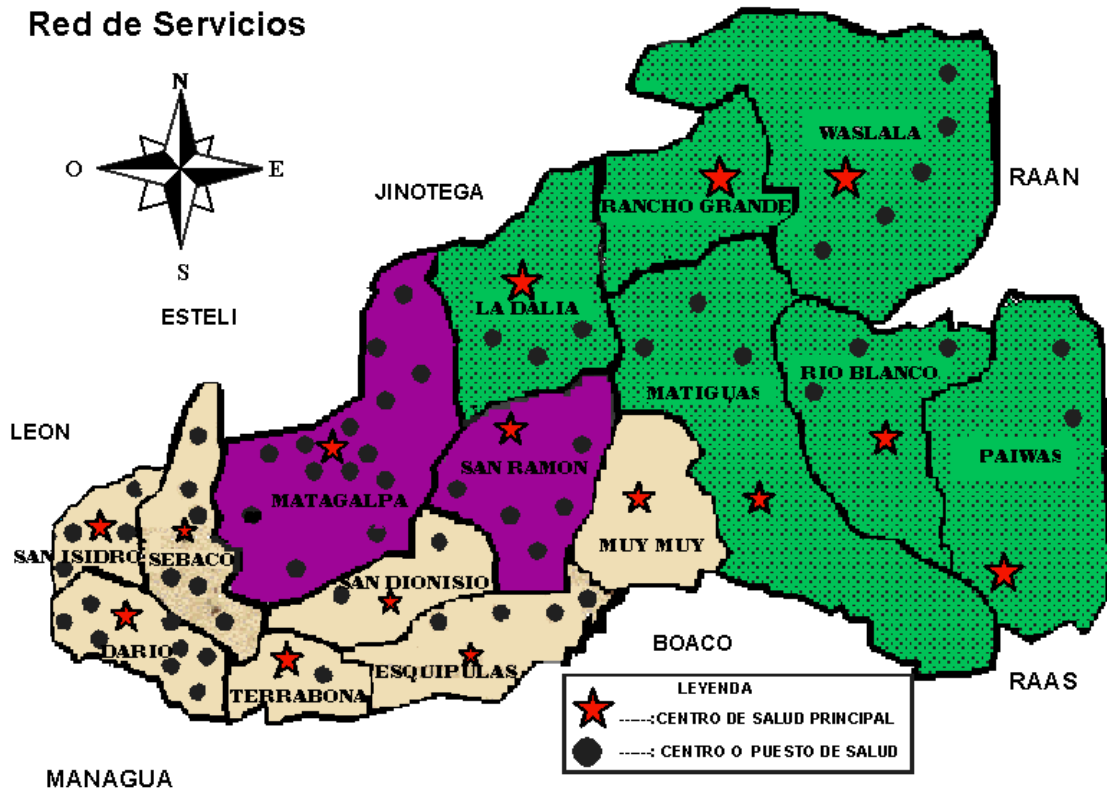 Red de Servicios
N
O
E
S
JINOTEGA
ESTELI
LEON
MANAGUA
BOACO
RAAN
RAAS
WASLALA
RANCHO GRANDE
LA DALIA
MATIGUAS
RIO BLANCO
PAIWAS
SAN RAMON
MATAGALPA
MUY MUY
SAN ISIDRO
SEBACO
SAN DIONISIO
DARIO
TERRABONA
ESQUIPULAS
LEYENDA
-----:CENTRO DE SALUD PRINCIPAL
-----: CENTRO O PUESTO DE SALUD